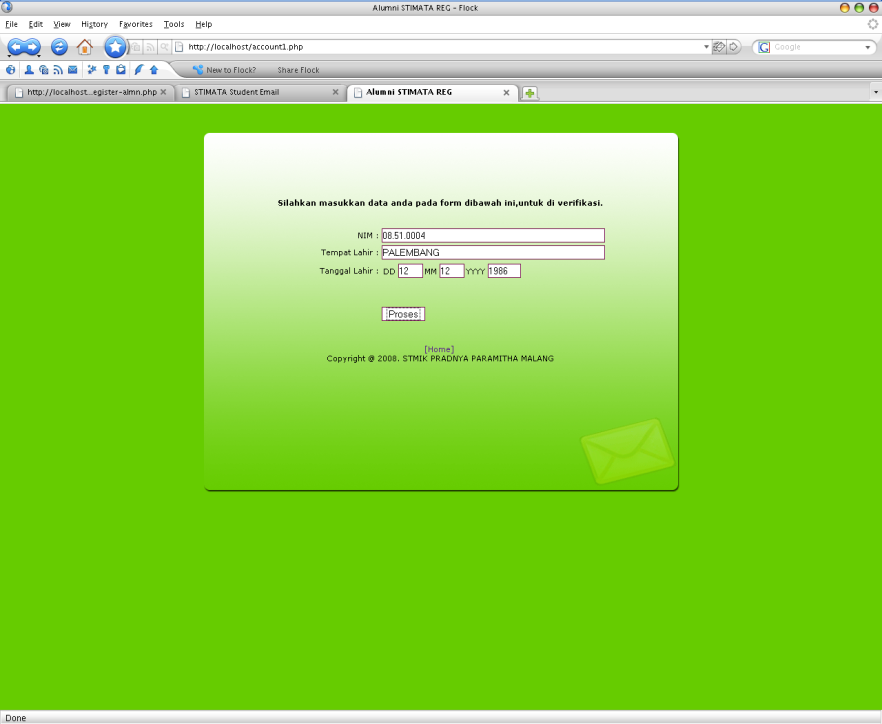 Alumni STIMATA REG - Flock
File Edit View History Favorites Tools Help
http://localhost/account1.php
Google
New to Flock? Share Flock
http://localhost...egister-almn.php STIMATA Student Email Alumni STIMATA REG
Silahkan masukkan data anda pada form dibawah ini,untuk di verifikasi.
NIM : 08.51.0004
Tempat Lahir : PALEMBANG
Tanggal Lahir : DD 12 MM 12 YYYY 1986
Proses
[Home]
Copyright @ 2008. STMIK PRADNYA PARAMITHA MALANG
Done